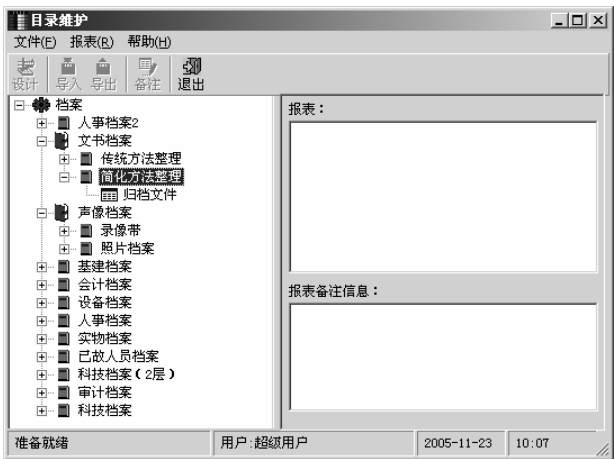 目录维护
文件(F) 报表(R) 帮助(H)
设计 导入 导出 备注 退出
档案
人事档案2
文书档案
传统方法整理
简化方法整理
归档文件
声像档案
录像带
照片档案
基建档案
会计档案
设备档案
人事档案
实物档案
已故人员档案
科技档案(2层)
审计档案
科技档案
报表：
报表备注信息：
准备就绪 用户:超级用户 2005-11-23 10:07